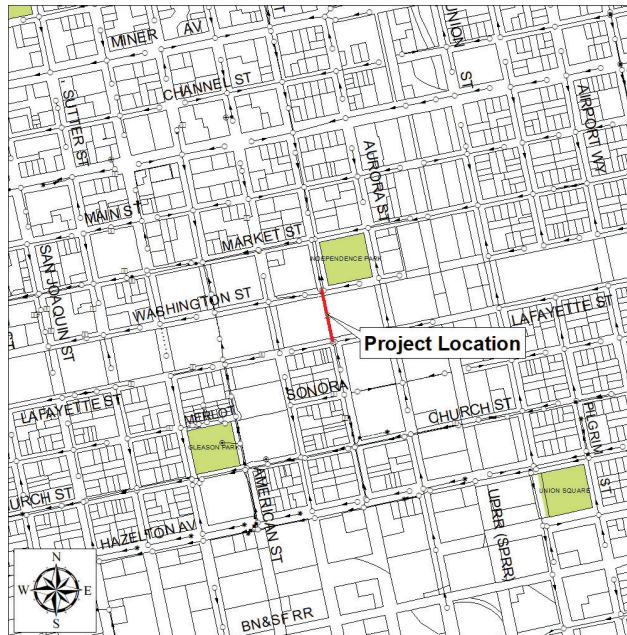 MINER AV
UNION ST
CHANNEL ST
SUTTER ST
AIRPORT WY
AURORA ST
MAIN ST
MARKET ST
INDEPENDENCE PARK
SAN JOAQUIN ST
WASHINGTON ST
LAFAYETTE ST
Project Location
SONORA
LAFAYETTE ST
MERLOT
CHURCH ST
PILGRIM ST
GLEASON PARK
AMERICAN ST
UNION SQUARE
URCH ST
UPRR (SPRR)
HAZELTON AV
N
W E
S
BN&SF RR